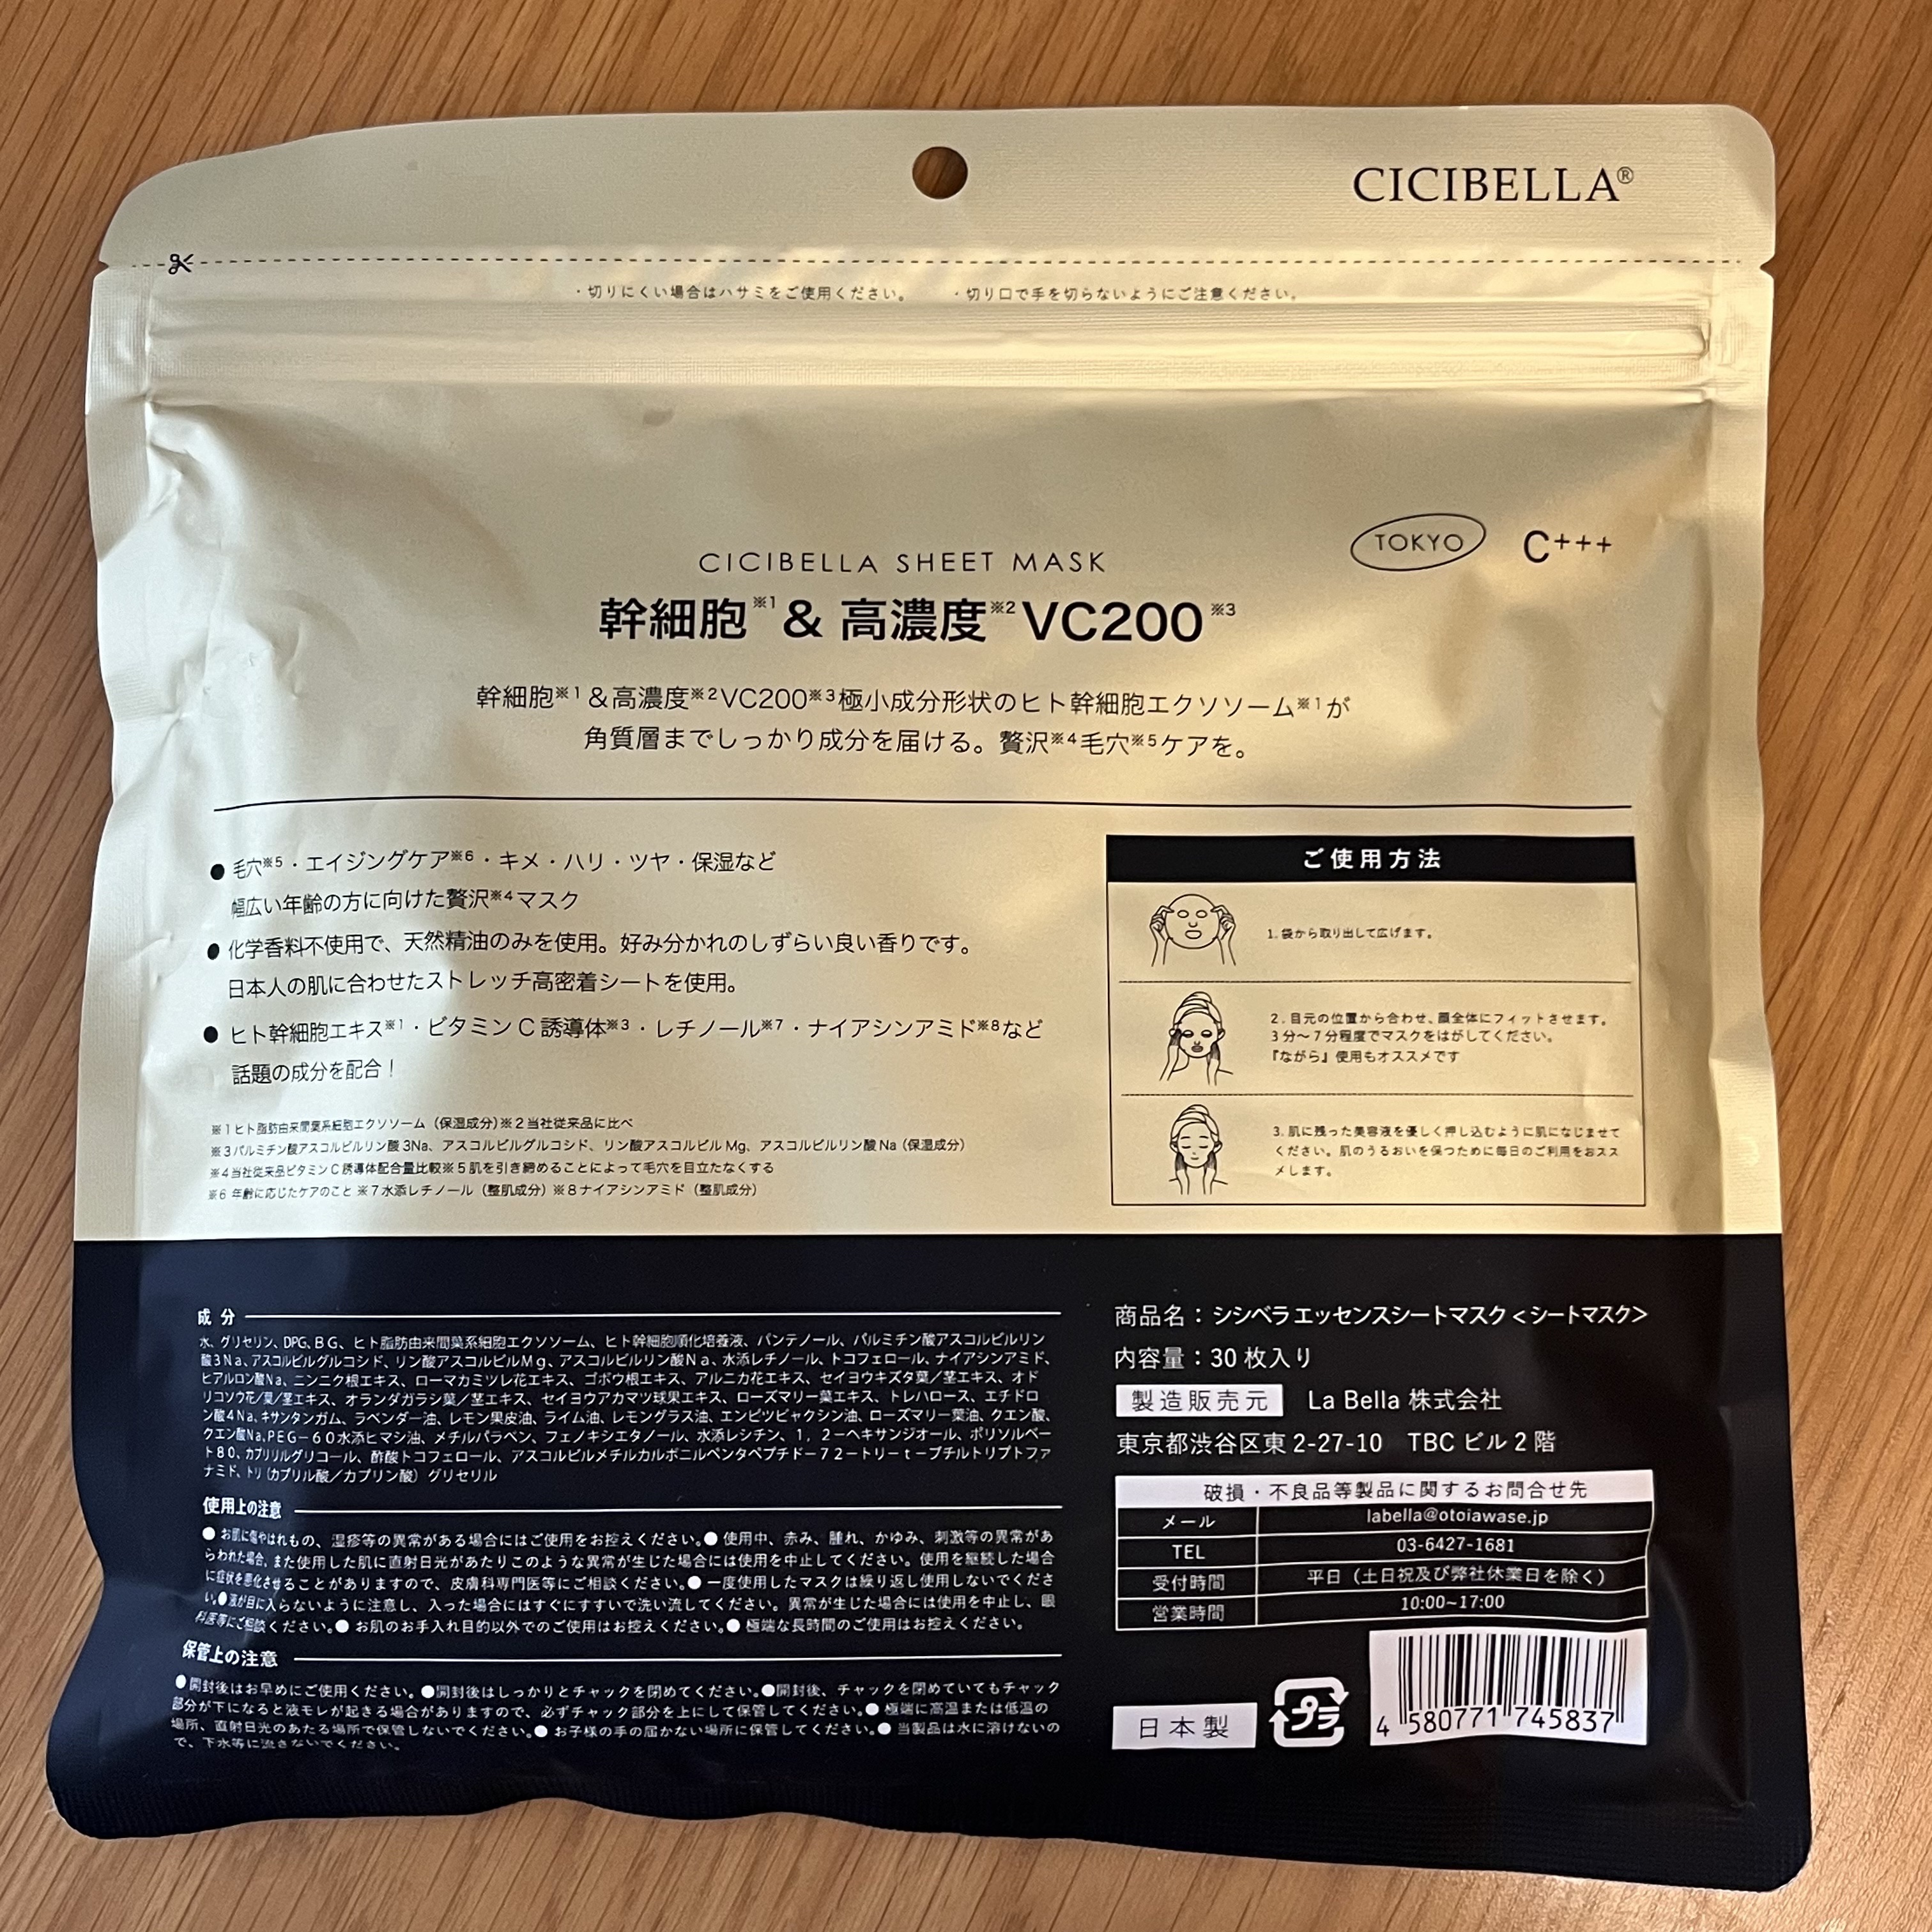 CICIBELLA®
・切りにくい場合はハサミをご使用ください。 ・切り口で手を切らないようにご注意ください。
TOKYO C+++
CICIBELLA SHEET MASK
幹細胞※1&高濃度※2VC200※3
幹細胞※1&高濃度※2VC200※3極小成分形状のヒト幹細胞エクソソーム※1が
角質層までしっかり成分を届ける。贅沢※4毛穴※5ケアを。
●毛穴※5・エイジングケア※6・キメ・ハリ・ツヤ・保湿など
幅広い年齢の方に向けた贅沢※4マスク
●化学香料不使用で、天然精油のみを使用。好み分かれのしずらい良い香りです。
日本人の肌に合わせたストレッチ高密着シートを使用。
●ヒト幹細胞エキス※1・ビタミンC誘導体※3・レチノール※7・ナイアシンアミド※8など
話題の成分を配合！
※1ヒト脂肪由来間葉系細胞エクソソーム（保湿成分）※2当社従来品に比べ
※3パルミチン酸アスコルビルリン酸3Na、アスコルビルグルコシド、リン酸アスコルビルMg、アスコルビルリン酸Na（保湿成分）
※4当社従来品ビタミンC誘導体配合量比較※5肌を引き締めることによって毛穴を目立たなくする
※6 年齢に応じたケアのこと ※7水添レチノール（整肌成分）※8ナイアシンアミド（整肌成分）
ご使用方法
1.袋から取り出して広げます。
2.目元の位置から合わせ、顔全体にフィットさせます。
3分〜7分程度でマスクをはがしてください。
『ながら』使用もオススメです
3.肌に残った美容液を優しく押し込むように肌になじませて
ください。肌のうるおいを保つために毎日のご利用をおスス
メします。
成分
水、グリセリン、DPG、BG、ヒト脂肪由来間葉系細胞エクソソーム、ヒト幹細胞順化培養液、パンテノール、パルミチン酸アスコルビルリン
酸3Na、アスコルビルグルコシド、リン酸アスコルビルMg、アスコルビルリン酸Na、水添レチノール、トコフェロール、ナイアシンアミド、
ヒアルロン酸Na、ニンニク根エキス、ローマカミツレ花エキス、ゴボウ根エキス、アルニカ花エキス、セイヨウキズタ葉／茎エキス、オド
リコソウ花／葉／茎エキス、オランダガラシ葉／茎エキス、セイヨウアカマツ球果エキス、ローズマリー葉エキス、トレハロース、エチドロ
ン酸4Na、キサンタンガム、ラベンダー油、レモン果皮油、ライム油、レモングラス油、エンピツビャクシン油、ローズマリー葉油、クエン酸、
クエン酸Na、PEG－60水添ヒマシ油、メチルパラベン、フェノキシエタノール、水添レシチン、1，2－ヘキサンジオール、ポリソルベー
ト80、カプリリルグリコール、酢酸トコフェロール、アスコルビルメチルカルボニルペンタペプチドー72ートリーｔーブチルトリプトファ
ナミド、トリ（カプリル酸／カプリン酸）グリセリル
使用上の注意
●お肌に傷やはれもの、湿疹等の異常がある場合にはご使用をお控えください。●使用中、赤み、腫れ、かゆみ、刺激等の異常があ
らわれた場合、また使用した肌に直射日光があたりこのような異常が生じた場合には使用を中止してください。使用を継続した場合
に症状を悪化させることがありますので、皮膚科専門医等にご相談ください。●一度使用したマスクは繰り返し使用しないでくださ
い。●液が目に入らないように注意し、入った場合にはすぐにすすいで洗い流してください。異常が生じた場合には使用を中止し、眼
科医等にご相談ください。●お肌のお手入れ目的以外でのご使用はお控えください。●極端な長時間のご使用はお控えください。
保管上の注意
●開封後はお早めにご使用ください。●開封後はしっかりとチャックを閉めてください。●開封後、チャックを閉めていてもチャック
部分が下になると液モレが起きる場合がありますので、必ずチャック部分を上にして保管してください。●極端に高温または低温の
場所、直射日光のあたる場所で保管しないでください。●お子様の手の届かない場所に保管してください。●当製品は水に溶けないの
で、下水等に流さないでください。
商品名：シシベラエッセンスシートマスク＜シートマスク＞
内容量：30枚入り
製造販売元 La Bella 株式会社
東京都渋谷区東2-27-10 TBCビル2階
破損・不良品等製品に関するお問合せ先
メール labella@otoiawase.jp
TEL 03-6427-1681
受付時間 平日（土日祝及び弊社休業日を除く）
営業時間 10:00~17:00
日本製 プラ
4 580771 745837